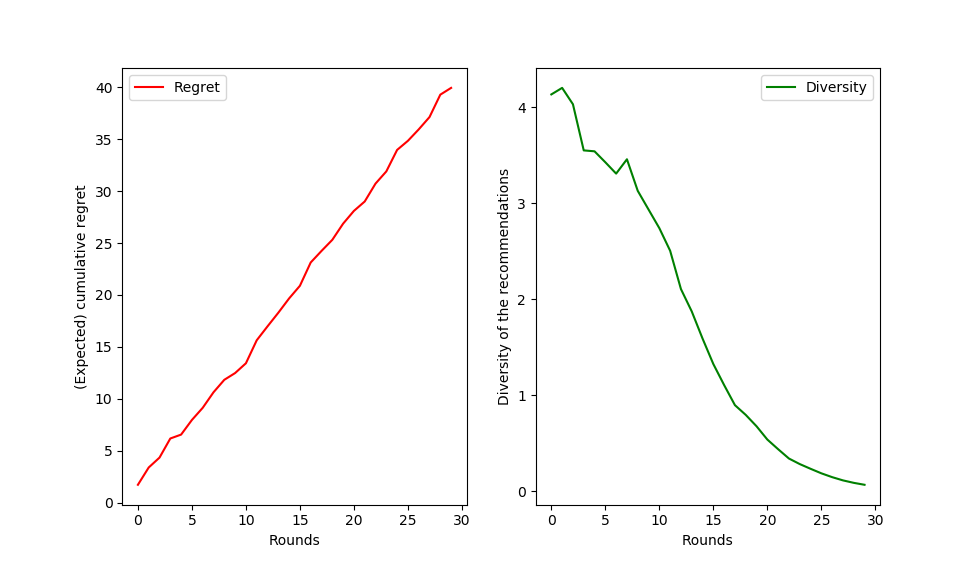 Regret
(Expected) cumulative regret
40
35
30
25
20
15
10
5
0
0 5 10 15 20 25 30
Rounds
Diversity
Diversity of the recommendations
4
3
2
1
0
0 5 10 15 20 25 30
Rounds